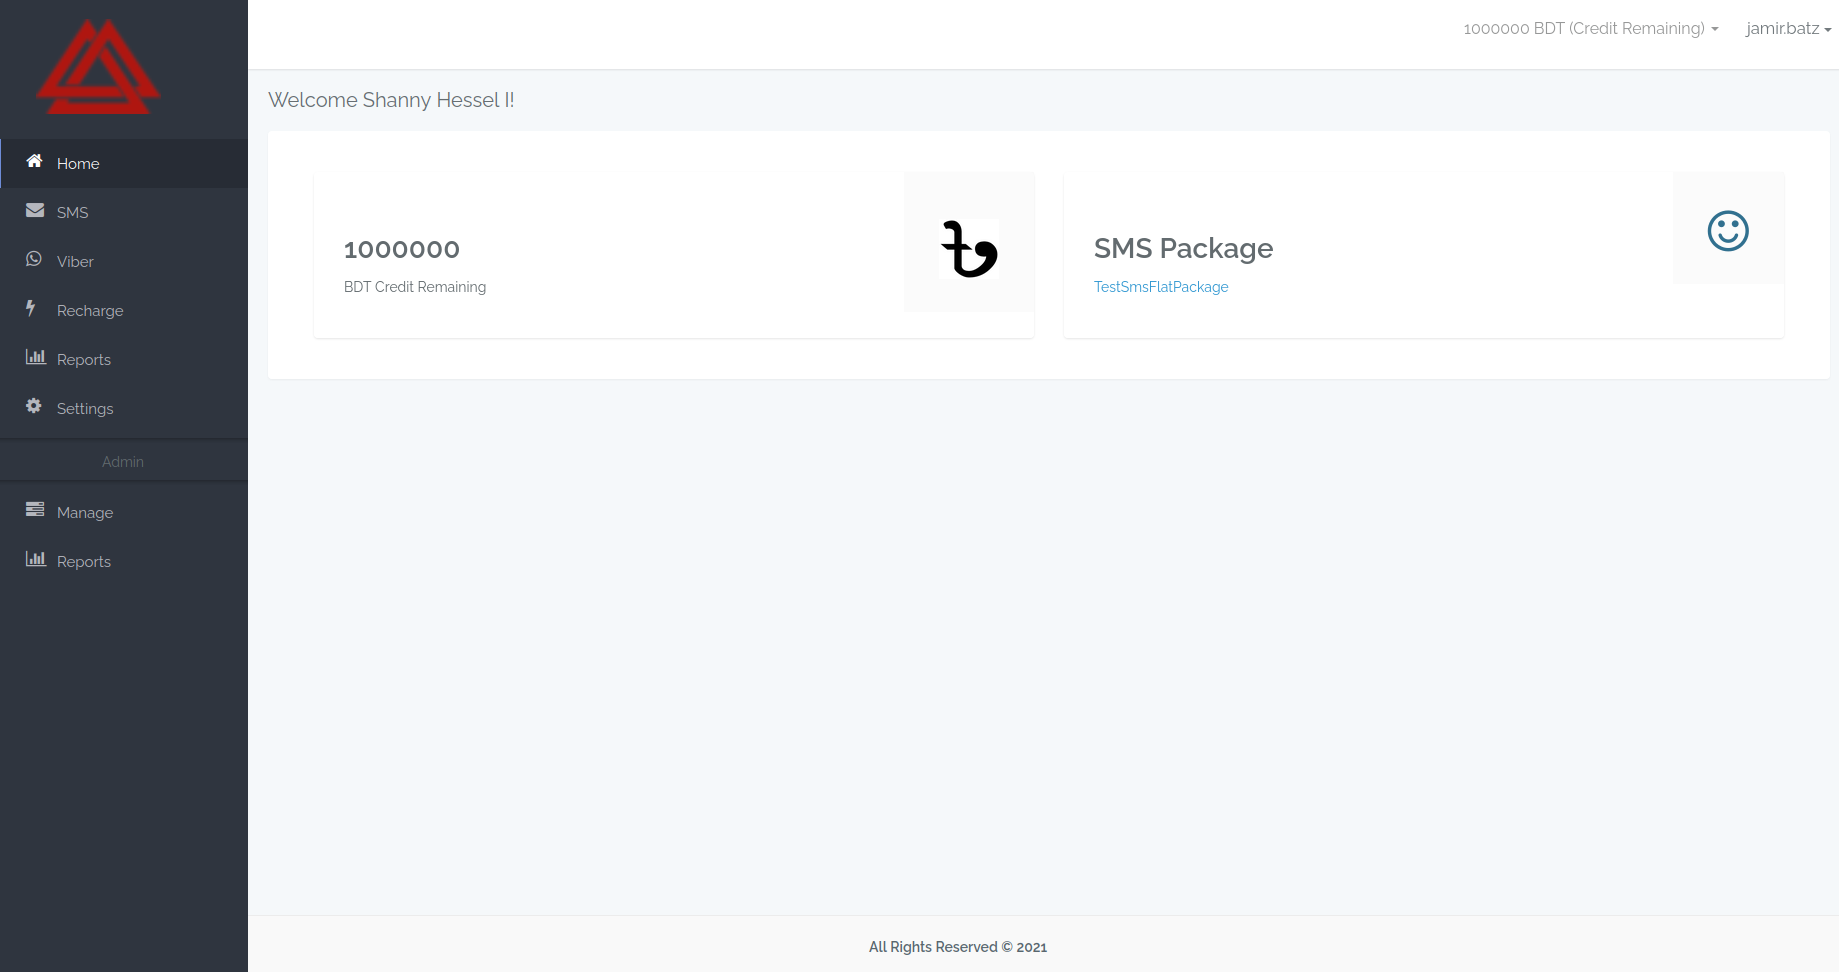 1000000 BDT (Credit Remaining)
jamir.batz
Welcome Shanny Hessel I!
Home
SMS
Viber
Recharge
Reports
Settings
Admin
Manage
Reports
1000000
BDT Credit Remaining
৳
SMS Package
TestSmsFlatPackage
All Rights Reserved © 2021